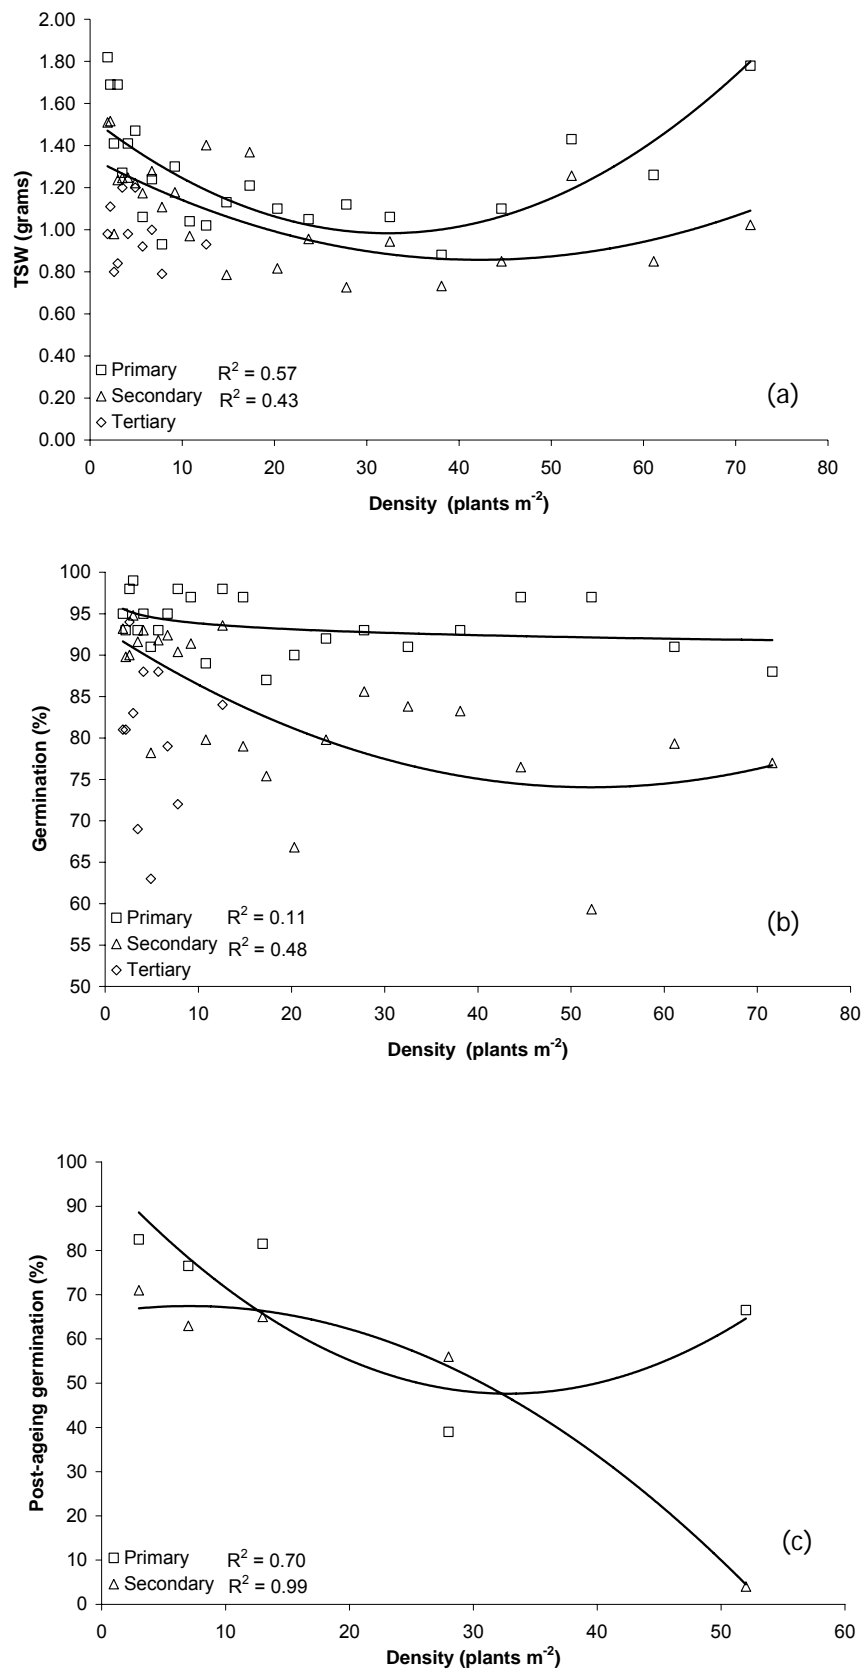 2.00
1.80
1.60
1.40
1.20
1.00
0.80
0.60
0.40
0.20
0.00
TSW (grams)
Primary R² = 0.57
Secondary R² = 0.43
Tertiary
(a)
0 10 20 30 40 50 60 70 80
Density (plants m⁻²)
100
95
90
85
80
75
70
65
60
55
50
Germination (%)
Primary R² = 0.11
Secondary R² = 0.48
Tertiary
(b)
0 10 20 30 40 50 60 70 80
Density (plants m⁻²)
100
90
80
70
60
50
40
30
20
10
0
Post-ageing germination (%)
Primary R² = 0.70
Secondary R² = 0.99
(c)
0 10 20 30 40 50 60
Density (plants m⁻²)